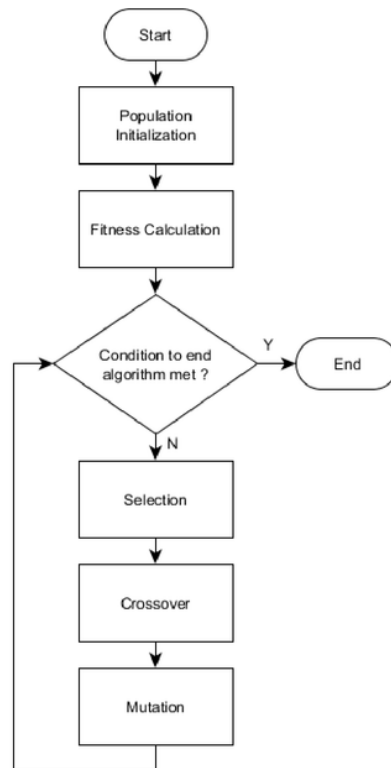 Start
Population
Initialization
Fitness Calculation
Condition to end
algorithm met ?
Y
End
N
Selection
Crossover
Mutation